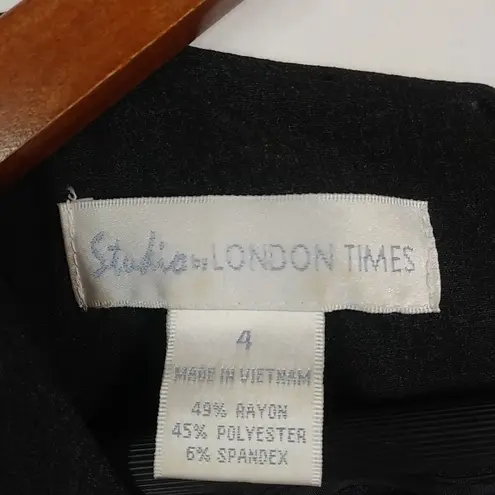 Studio by LONDON TIMES
4
MADE IN VIETNAM
49% RAYON
45% POLYESTER
6% SPANDEX